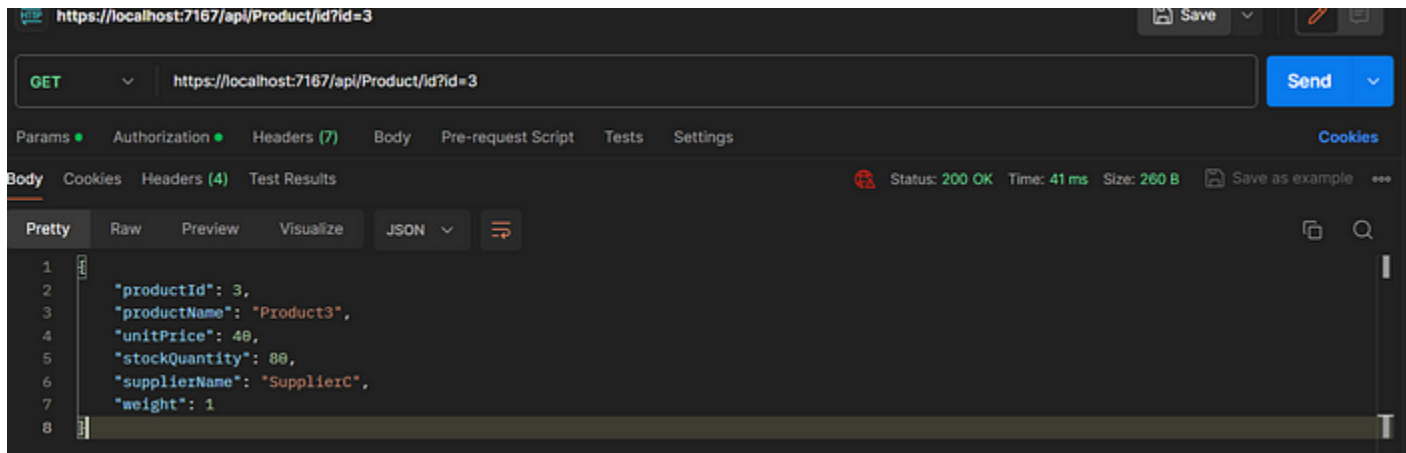 HTTP https://localhost:7167/api/Product/id?id=3 Save
GET https://localhost:7167/api/Product/id?id=3 Send
Params Authorization Headers (7) Body Pre-request Script Tests Settings Cookies
Body Cookies Headers (4) Test Results Status: 200 OK Time: 41 ms Size: 260 B Save as example
Pretty Raw Preview Visualize JSON
1 {
2 "productId": 3,
3 "productName": "Product3",
4 "unitPrice": 40,
5 "stockQuantity": 80,
6 "supplierName": "SupplierC",
7 "weight": 1
8 }